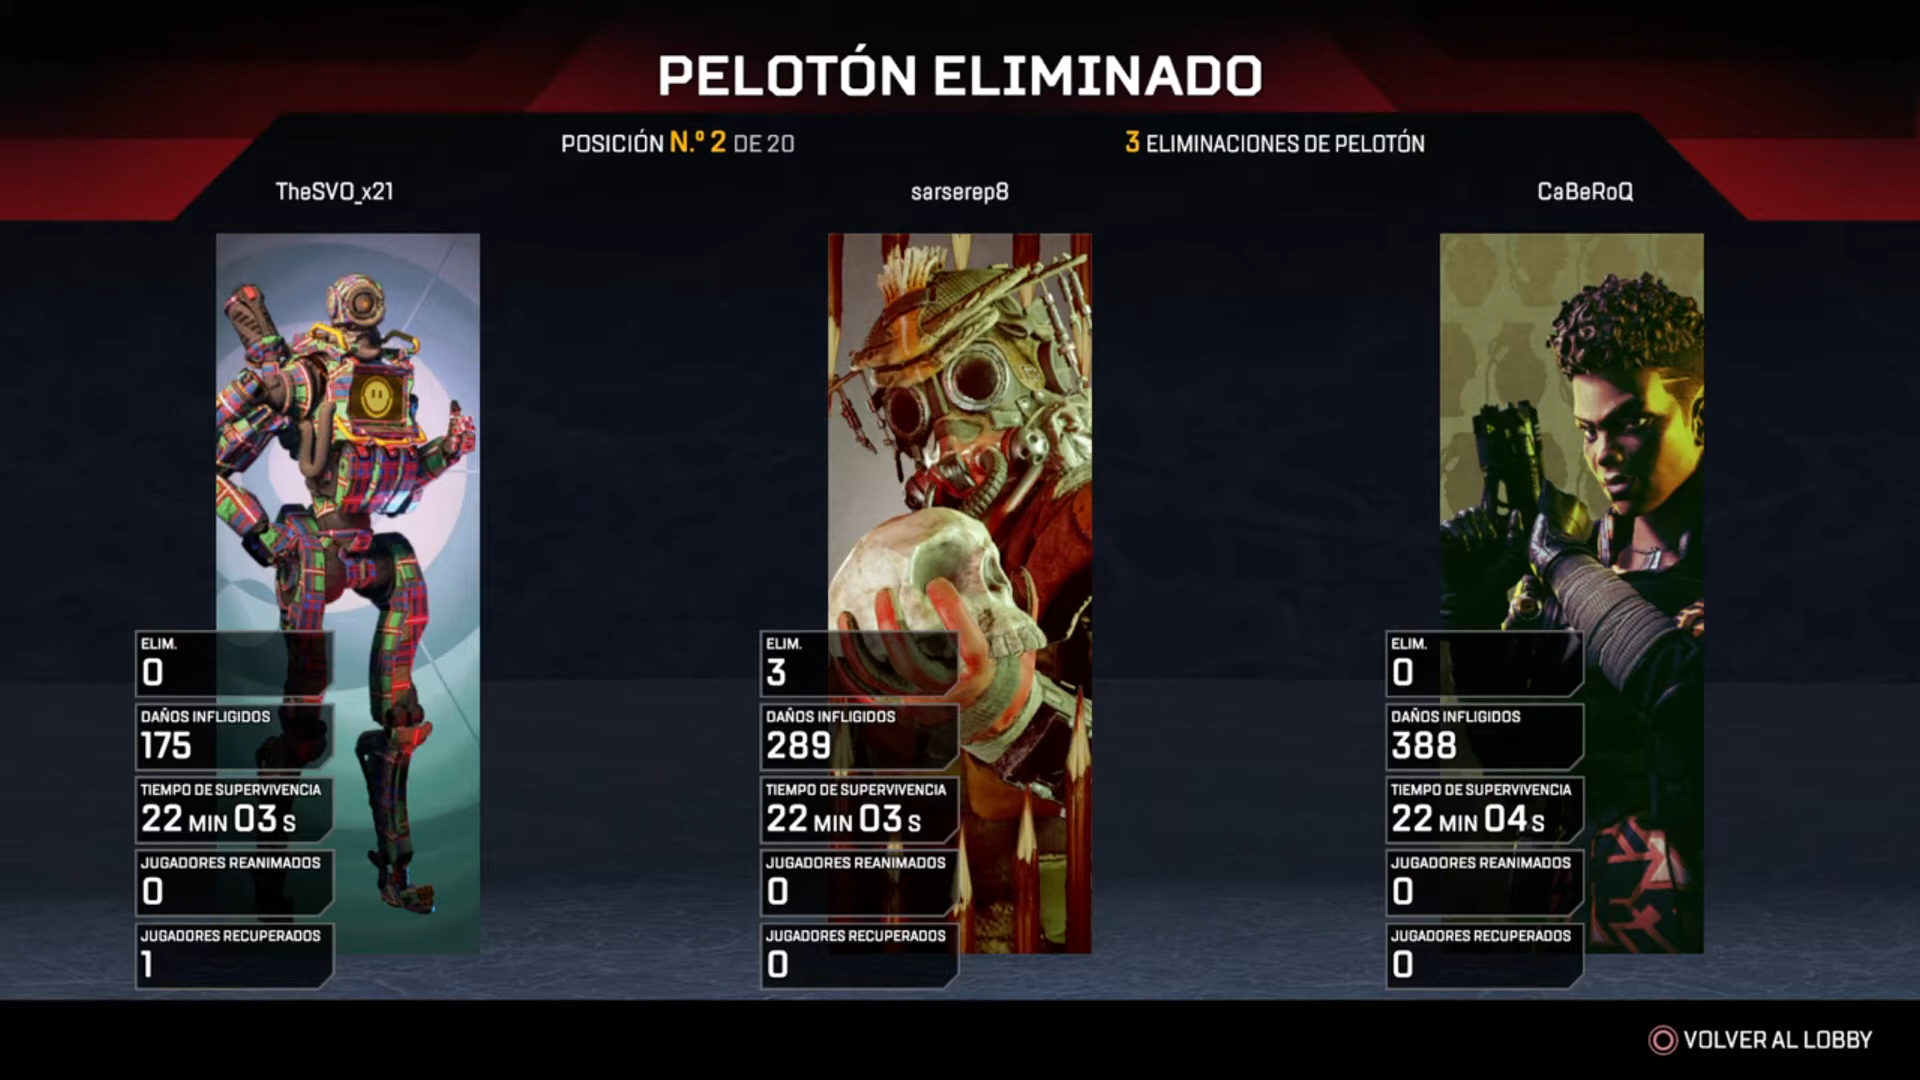 PELOTÓN ELIMINADO
POSICIÓN N.º 2 DE 20
3 ELIMINACIONES DE PELOTÓN
TheSVO_x21
sarserep8
CaBeRoQ
ELIM.
0
DAÑOS INFLIGIDOS
175
TIEMPO DE SUPERVIVENCIA
22 MIN 03 S
JUGADORES REANIMADOS
0
JUGADORES RECUPERADOS
1
ELIM.
3
DAÑOS INFLIGIDOS
289
TIEMPO DE SUPERVIVENCIA
22 MIN 03 S
JUGADORES REANIMADOS
0
JUGADORES RECUPERADOS
0
ELIM.
0
DAÑOS INFLIGIDOS
388
TIEMPO DE SUPERVIVENCIA
22 MIN 04 S
JUGADORES REANIMADOS
0
JUGADORES RECUPERADOS
0
VOLVER AL LOBBY